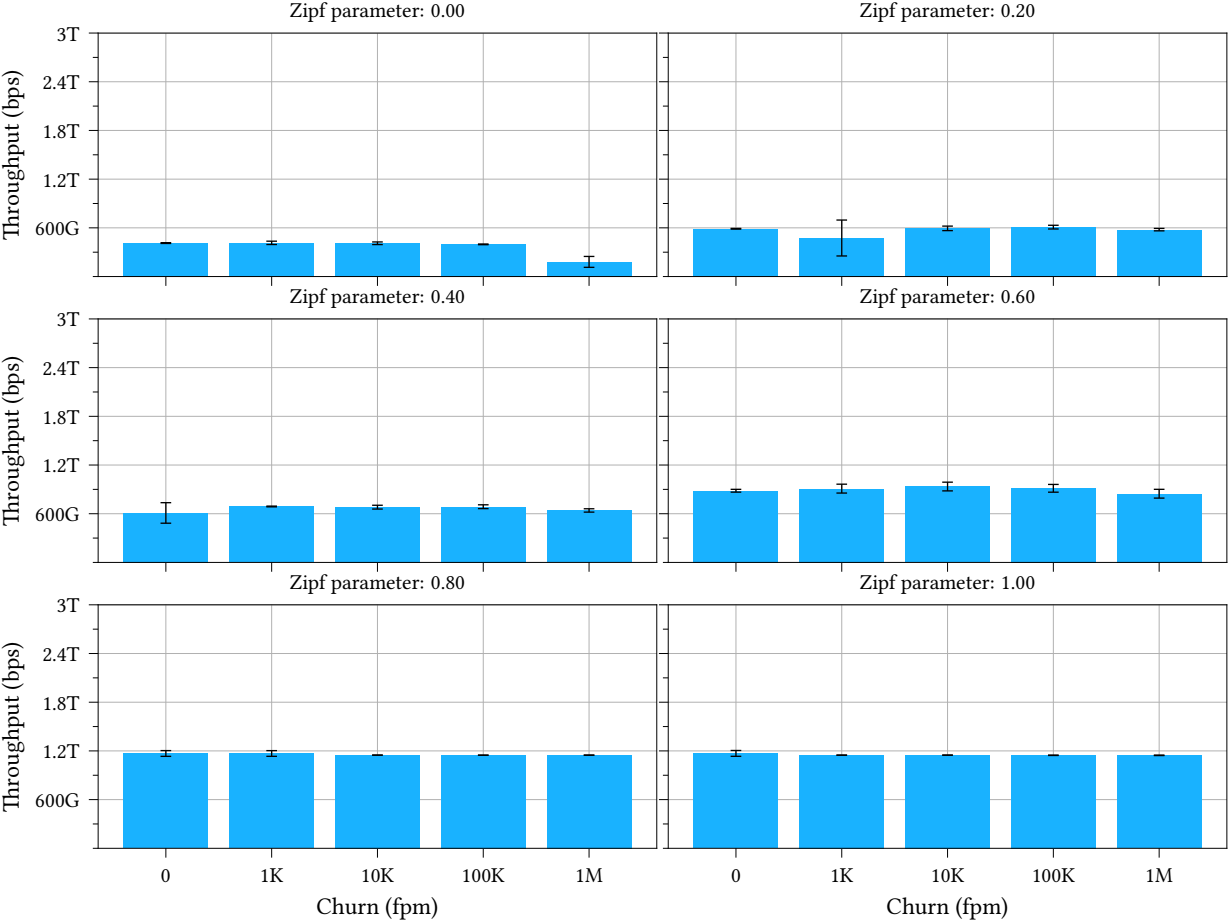 Zipf parameter: 0.00
Zipf parameter: 0.20
3T
2.4T
1.8T
1.2T
600G
Throughput (bps)
Zipf parameter: 0.40
Zipf parameter: 0.60
3T
2.4T
1.8T
1.2T
600G
Throughput (bps)
Zipf parameter: 0.80
Zipf parameter: 1.00
3T
2.4T
1.8T
1.2T
600G
Throughput (bps)
0 1K 10K 100K 1M
0 1K 10K 100K 1M
Churn (fpm)
Churn (fpm)